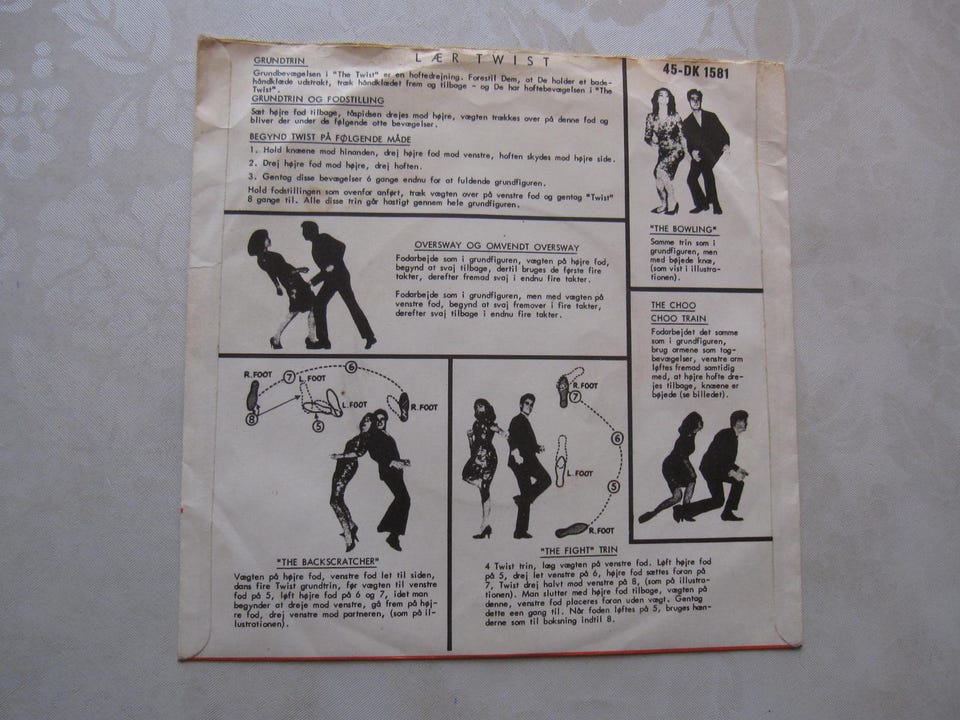 LÆR TWIST
GRUNDTRIN
Grundbevægelsen i "The Twist" er en hoftedrejning. Forestil Dem, at De holder et bade-
håndklæde udstrakt, træk håndklædet frem og tilbage - og De har hoftebevægelsen i "The
Twist".
GRUNDTRIN OG FODSTILLING
Sæt højre fod tilbage, tåspidsen drejes mod højre, vægten trækkes over på denne fod og
bliver der under de følgende otte bevægelser.
BEGYND TWIST PÅ FØLGENDE MÅDE
1. Hold knæene mod hinanden, drej højre fod mod venstre, hoften skydes mod højre side.
2. Drej højre fod mod højre, drej hoften.
3. Gentag disse bevægelser 6 gange endnu for at fuldende grundfiguren.
Hold fodstillingen som ovenfor anført, træk vægten over på venstre fod og gentag "Twist"
8 gange til. Alle disse trin går hastigt gennem hele grundfiguren.
45-DK 1581
"THE BOWLING"
Samme trin som i
grundfiguren, men
med bøjede knæ,
(som vist i illustra-
tionen).
OVERSWAY OG OMVENDT OVERSWAY
Fodarbejde som i grundfiguren, vægten på højre fod,
begynd at svaj tilbage, dertil bruges de første fire
takter, derefter fremad svaj i endnu fire takter.
Fodarbejde som i grundfiguren, men med vægten på
venstre fod, begynd at svaj fremover i fire takter,
derefter svaj tilbage i endnu fire takter.
THE CHOO
CHOO TRAIN
Fodarbejdet det samme
som i grundfiguren,
brug armene som tog-
bevægelser, venstre arm
løftes fremad samtidig
med, at højre hofte dre-
jes tilbage, knæene er
bøjede (se billedet).
R.FOOT
7
L.FOOT
6
L.FOOT
R.FOOT
8
5
"THE BACKSCRATCHER"
Vægten på højre fod, venstre fod let til siden,
dans fire Twist grundtrin, før vægten til venstre
fod på 5, løft højre fod på 6 og 7, idet man
begynder at dreje mod venstre, gå frem på høj-
re fod, drej venstre mod partneren, (som på il-
lustrationen).
R.FOOT
7
6
L.FOOT
5
R.FOOT
"THE FIGHT" TRIN
4 Twist trin, læg vægten på venstre fod. Løft højre fod
på 5, drej let venstre på 6, højre fod sættes foran på
7, Twist drej halvt mod venstre på 8, (som på illustra-
tionen). Man slutter med højre fod tilbage, vægten på
denne, venstre fod placeres foran uden vægt. Gentag
dette een gang til. Når foden løftes på 5, bruges hæn-
derne som til boksning indtil 8.